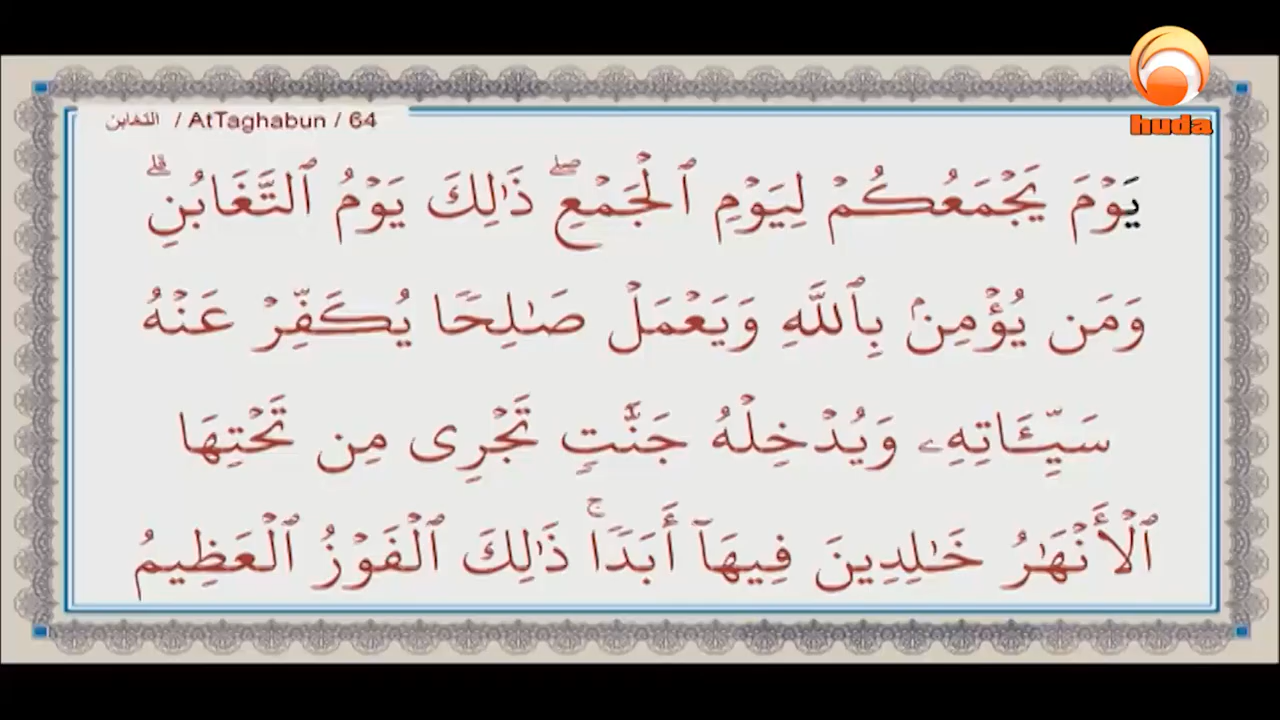 التغابن / AtTaghabun / 64
huda
يَوْمَ يَجْمَعُكُمْ لِيَوْمِ ٱلْجَمْعِ ۖ ذَٰلِكَ يَوْمُ ٱلتَّغَابُنِ ۗ
وَمَن يُؤْمِنۢ بِٱللَّهِ وَيَعْمَلْ صَـٰلِحًا يُكَفِّرْ عَنْهُ
سَيِّـَٔاتِهِۦ وَيُدْخِلْهُ جَنَّـٰتٍ تَجْرِى مِن تَحْتِهَا
ٱلْأَنْهَـٰرُ خَـٰلِدِينَ فِيهَآ أَبَدًا ۚ ذَٰلِكَ ٱلْفَوْزُ ٱلْعَظِيمُ